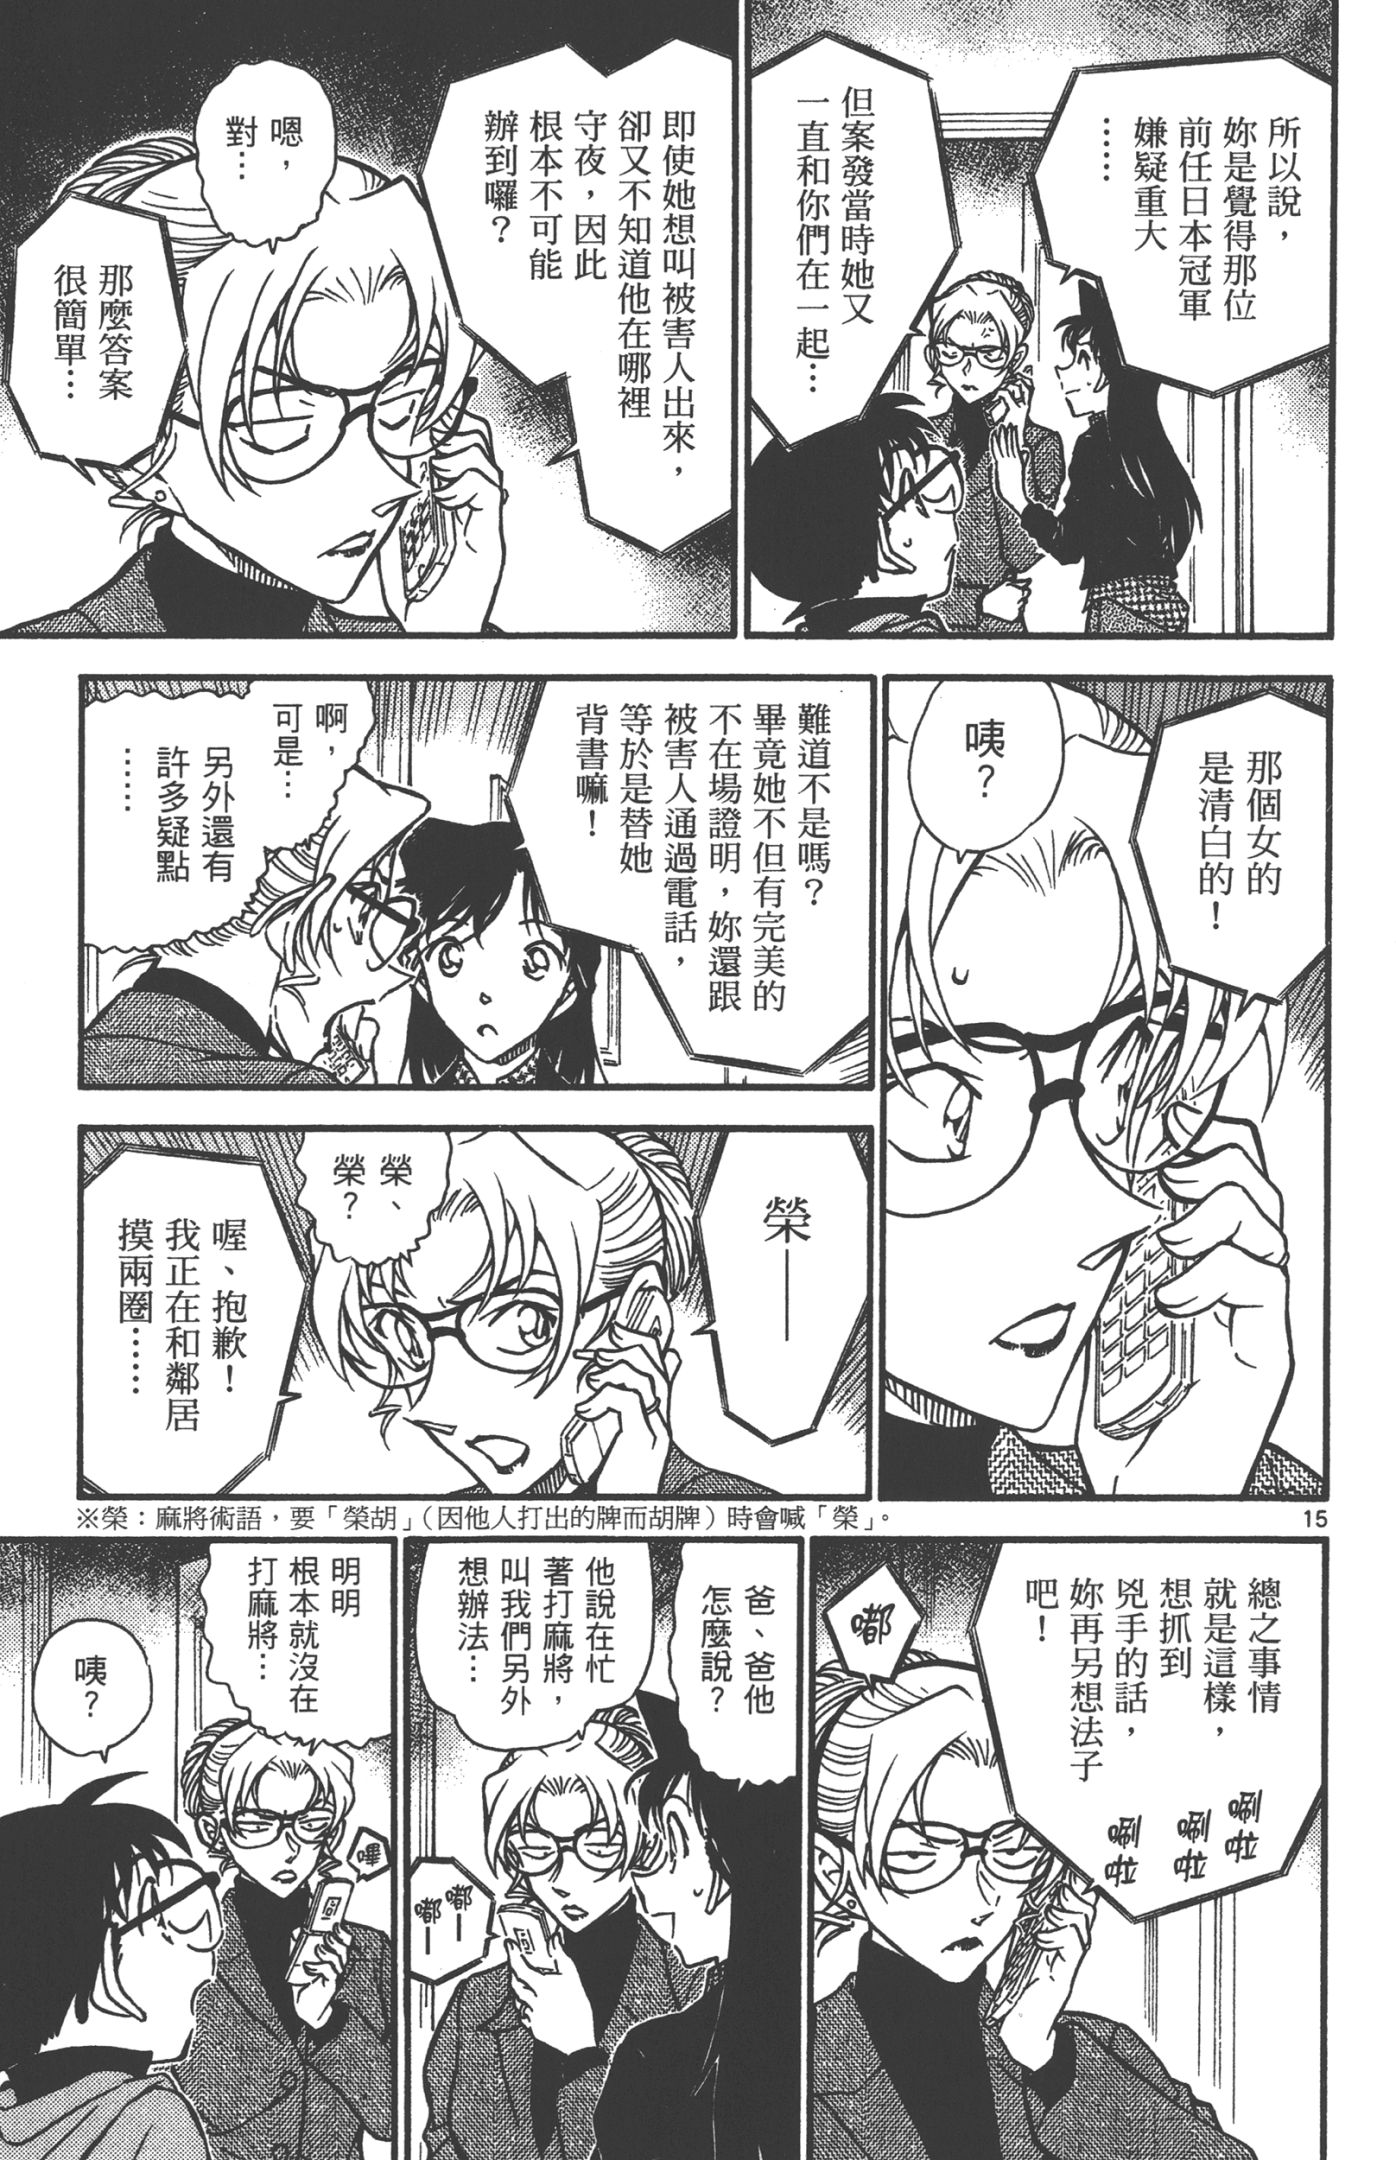 所以說，
妳是覺得那位
前任日本冠軍
嫌疑重大
……
但案發當時她又
一直和你們在一起…
即使她想叫被害人出來，
卻又不知道他在哪裡
守夜，因此
根本不可能
辦到囉？
嗯，
對…
那麼答案
很簡單…
那個女的
是清白的！
咦？
難道不是嗎？
畢竟她不但有完美的
不在場證明，妳還跟
被害人通過電話，
等於是替她
背書嘛！
啊，
可是…
另外還有
許多疑點
……
榮——
榮、
榮？
喔、抱歉！
我正在和鄰居
摸兩圈……
※榮：麻將術語，要「榮胡」（因他人打出的牌而胡牌）時會喊「榮」。
15
總之事情
就是這樣，
想抓到
兇手的話，
妳再另想法子
吧！
唰啦
唰啦
唰啦
嘟
爸、爸他
怎麼說？
他說在忙
著打麻將，
叫我們另外
想辦法…
嘟—
嘟—
明明
根本就沒在
打麻將…
嗶
咦？